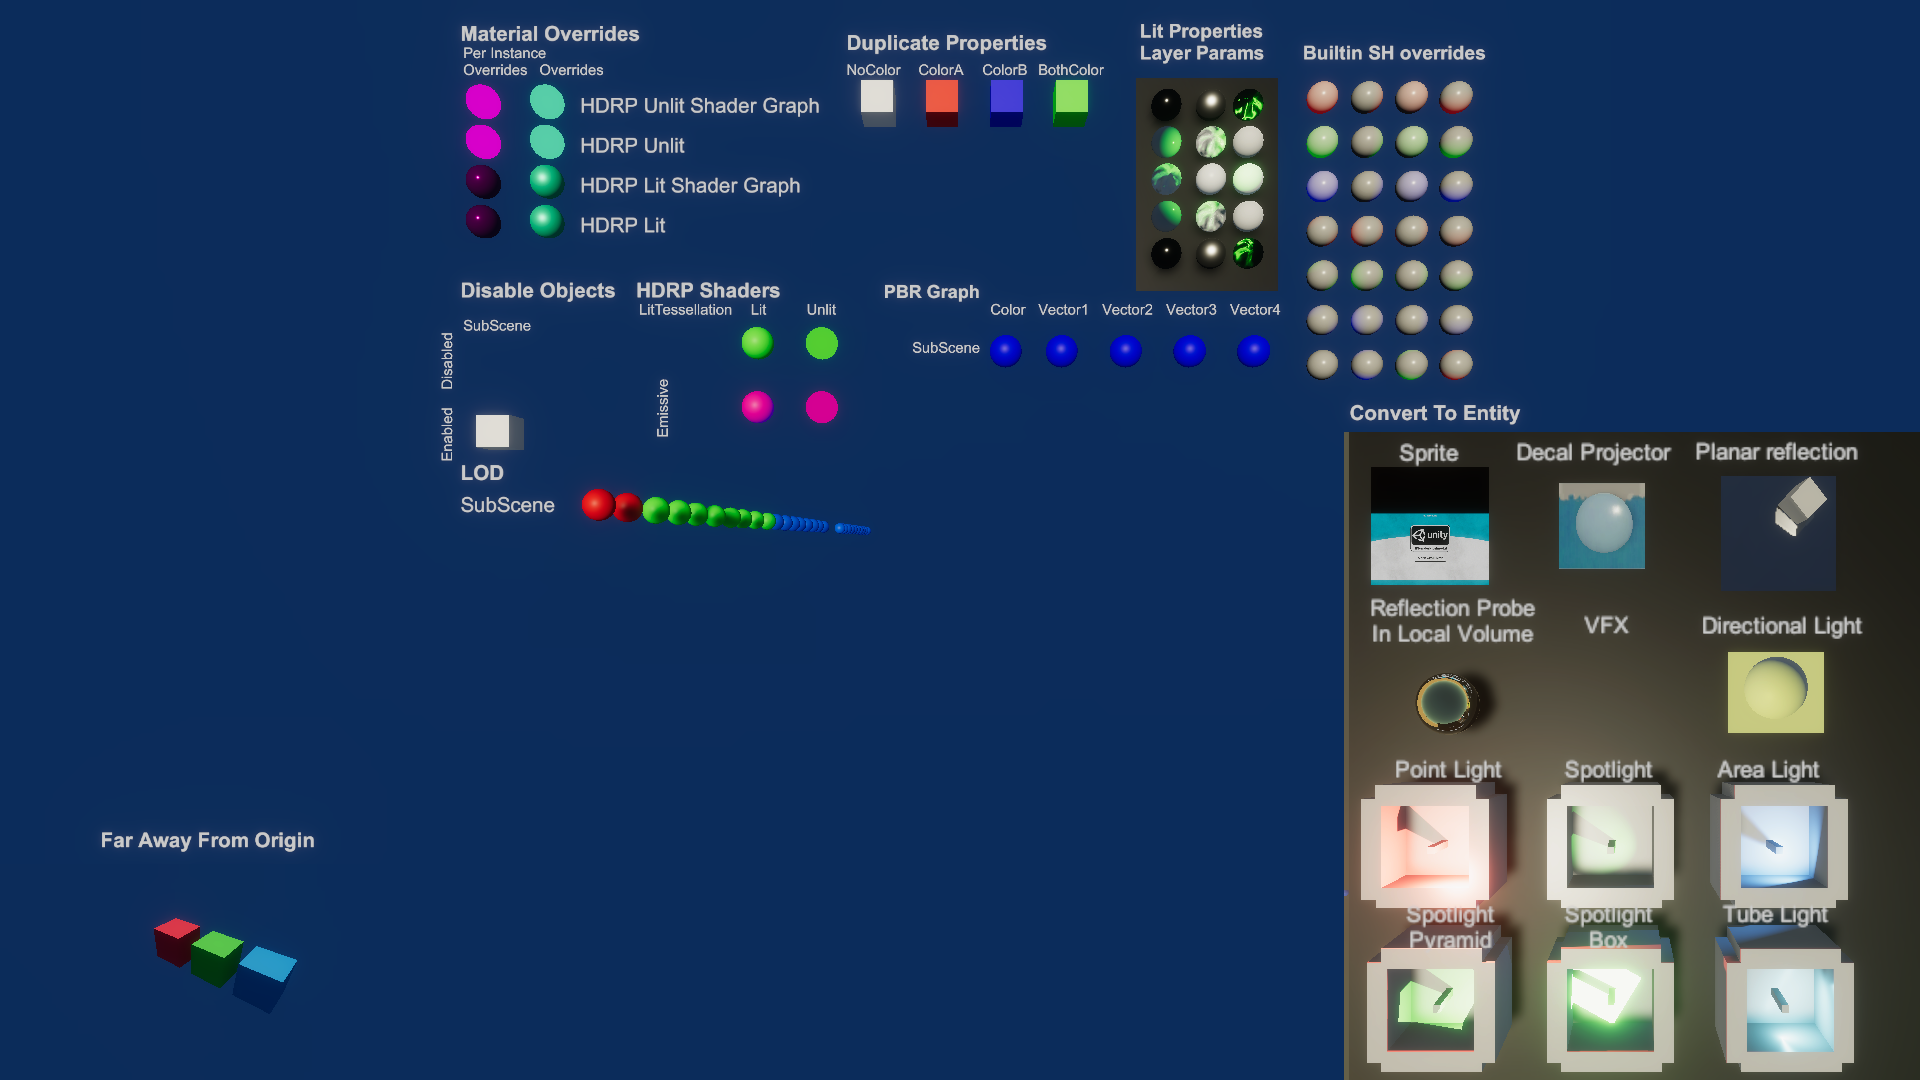 Material Overrides
Per Instance
Overrides Overrides
HDRP Unlit Shader Graph
HDRP Unlit
HDRP Lit Shader Graph
HDRP Lit
Duplicate Properties
NoColor ColorA ColorB BothColor
Lit Properties
Layer Params
Builtin SH overrides
Disable Objects
SubScene
Disabled
Enabled
HDRP Shaders
LitTessellation Lit Unlit
Emissive
PBR Graph
Color Vector1 Vector2 Vector3 Vector4
SubScene
LOD
SubScene
Convert To Entity
Sprite Decal Projector Planar reflection
unity
Reflection Probe
In Local Volume
VFX
Directional Light
Point Light Spotlight Area Light
Spotlight
Pyramid
Spotlight
Box
Tube Light
Far Away From Origin